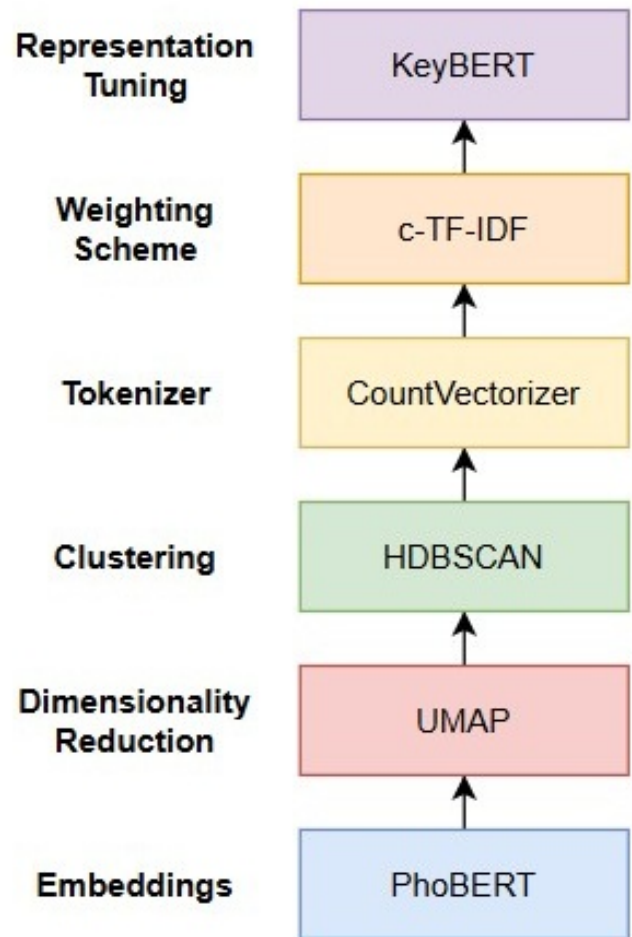 Representation
Tuning
KeyBERT
Weighting
Scheme
c-TF-IDF
Tokenizer
CountVectorizer
Clustering
HDBSCAN
Dimensionality
Reduction
UMAP
Embeddings
PhoBERT